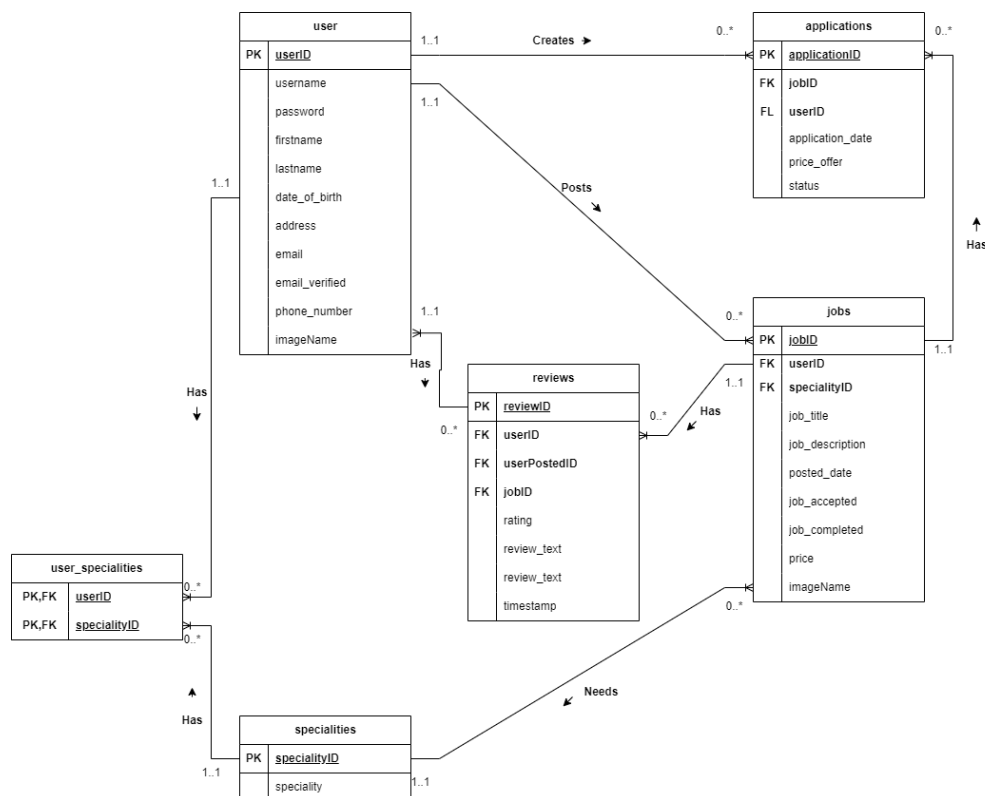 user
PK userID
username
password
firstname
lastname
date_of_birth
address
email
email_verified
phone_number
imageName
1..1
Creates
0..*
1..1
applications
PK applicationID
FK jobID
FL userID
application_date
price_offer
status
0..*
Posts
Has
1..1
1..1
Has
0..*
jobs
PK jobID
FK userID
FK specialityID
job_title
job_description
posted_date
job_accepted
job_completed
price
imageName
0..*
1..1
1..1
Has
0..*
reviews
PK reviewID
FK userID
FK userPostedID
FK jobID
rating
review_text
review_text
timestamp
0..*
Has
user_specialities
PK,FK userID
PK,FK specialityID
0..*
0..*
Has
Needs
specialities
PK specialityID
speciality
1..1
1..1